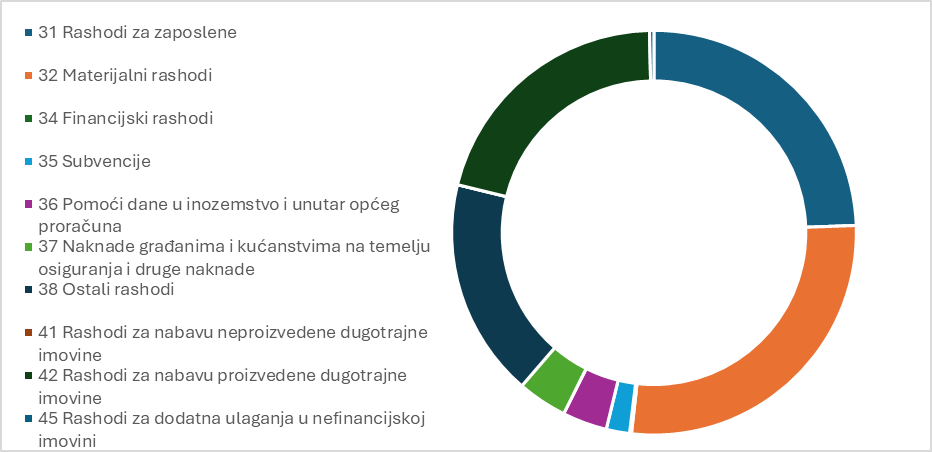 31 Rashodi za zaposlene
32 Materijalni rashodi
34 Financijski rashodi
35 Subvencije
36 Pomoći dane u inozemstvo i unutar općeg
proračuna
37 Naknade građanima i kućanstvima na temelju
osiguranja i druge naknade
38 Ostali rashodi
41 Rashodi za nabavu neproizvedene dugotrajne
imovine
42 Rashodi za nabavu proizvedene dugotrajne
imovine
45 Rashodi za dodatna ulaganja u nefinancijskoj
imovini